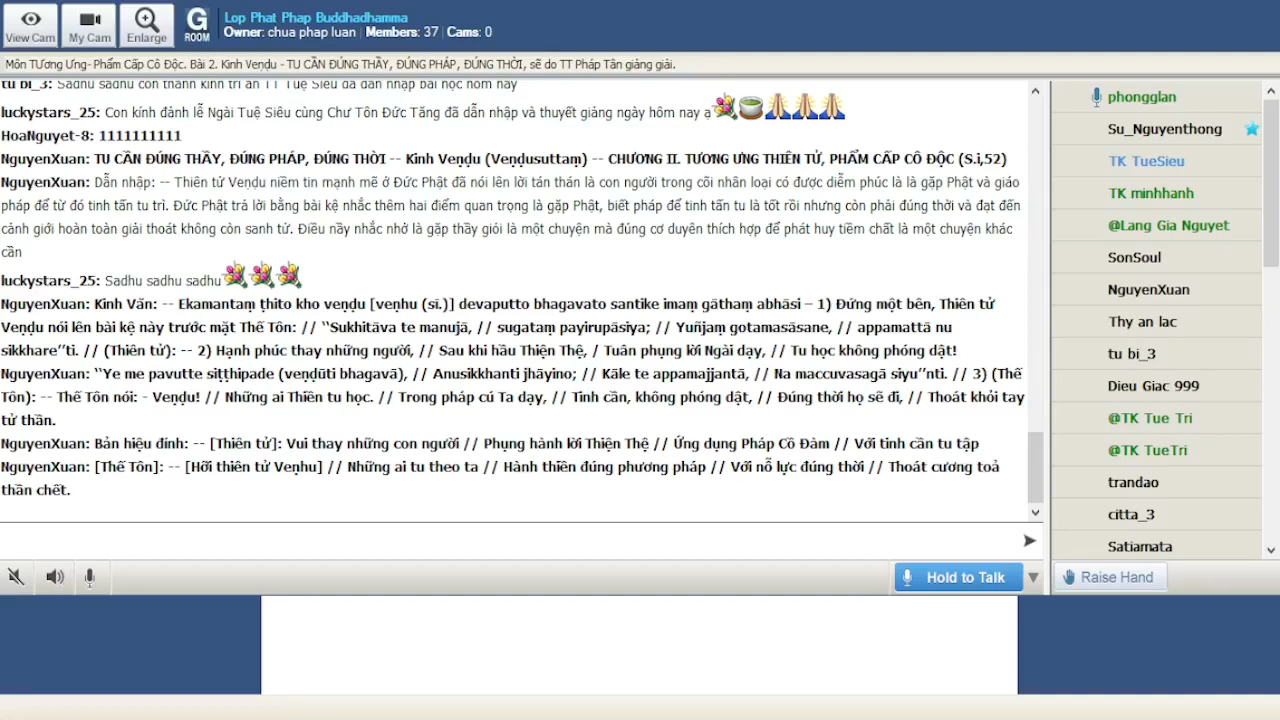 View Cam
My Cam
Enlarge
G
ROOM
Lop Phat Phap Buddhadhamma
Owner: chua phap luan | Members: 37 | Cams: 0
Môn TƯơng Ưng- Phẩm Cấp Cô Độc. Bài 2. Kinh Veṇḍu - TU CẦN ĐÚNG THẦY, ĐÚNG PHÁP, ĐÚNG THỜI, sẽ do TT Pháp Tân giảng giải.
tu bi_3: Sadhu sadhu con thành kính tri ân TT Tuệ Siêu đã dẫn nhập bài học hôm nay
luckystars_25: Con kính đảnh lễ Ngài Tuệ Siêu cùng Chư Tôn Đức Tăng đã dẫn nhập và thuyết giảng ngày hôm nay ạ
HoaNguyet-8: 1111111111
NguyenXuan: TU CẦN ĐÚNG THẦY, ĐÚNG PHÁP, ĐÚNG THỜI -- Kinh Veṇḍu (Veṇḍusuttaṃ) -- CHƯƠNG II. TƯƠNG ƯNG THIÊN TỬ, PHẨM CẤP CÔ ĐỘC (S.i,52)
NguyenXuan: Dẫn nhập: -- Thiên tử Veṇḍu niềm tin mạnh mẽ ở Đức Phật đã nói lên lời tán thán là con người trong cõi nhân loại có được diễm phúc là là gặp Phật và giáo
pháp để từ đó tinh tấn tu trì. Đức Phật trả lời bằng bài kệ nhắc thêm hai điểm quan trọng là gặp Phật, biết pháp để tinh tấn tu là tốt rồi nhưng còn phải đúng thời và đạt đến
cảnh giới hoàn toàn giải thoát không còn sanh tử. Điều nầy nhắc nhở là gặp thầy giỏi là một chuyện mà đúng cơ duyên thích hợp để phát huy tiềm chất là một chuyện khác
cần
luckystars_25: Sadhu sadhu sadhu
NguyenXuan: Kinh Văn: -- Ekamantaṃ ṭhito kho veṇḍu [veṇhu (sī.)] devaputto bhagavato santike imaṃ gāthaṃ abhāsi – 1) Đứng một bên, Thiên tử
Veṇḍu nói lên bài kệ này trước mặt Thế Tôn: // ‘‘Sukhitāva te manujā, // sugataṃ payirupāsiya; // Yuñjaṃ gotamasāsane, // appamattā nu
sikkhare’’ti. // (Thiên tử): -- 2) Hạnh phúc thay những người, // Sau khi hầu Thiện Thệ, / Tuân phụng lời Ngài dạy, // Tu học không phóng dật!
NguyenXuan: ‘‘Ye me pavutte siṭṭhipade (veṇḍūti bhagavā), // Anusikkhanti jhāyino; // Kāle te appamajjantā, // Na maccuvasagā siyu’’nti. // 3) (Thế
Tôn): -- Thế Tôn nói: - Veṇḍu! // Những ai Thiền tu học. // Trong pháp cú Ta dạy, // Tinh cần, không phóng dật, // Đúng thời họ sẽ đi, // Thoát khỏi tay
tử thần.
NguyenXuan: Bản hiệu đính: -- [Thiên tử]: Vui thay những con người // Phụng hành lời Thiện Thệ // Ứng dụng Pháp Cồ Đàm // Với tinh cần tu tập
NguyenXuan: [Thế Tôn]: -- [Hỡi thiên tử Veṇhu] // Những ai tu theo ta // Hành thiền đúng phương pháp // Với nỗ lực đúng thời // Thoát cương toả
thần chết.
phongglan
Su_Nguyenthong
TK TueSieu
TK minhhanh
@Lang Gia Nguyet
SonSoul
NguyenXuan
Thy an lac
tu bi_3
Dieu Giac 999
@TK Tue Tri
@TK TueTri
trandao
citta_3
Satiamata
Hold to Talk
Raise Hand